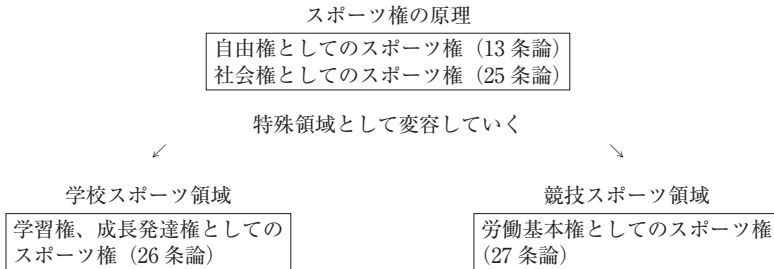 スポーツ権の原理
自由権としてのスポーツ権（13 条論）
社会権としてのスポーツ権（25 条論）
特殊領域として変容していく
↙ ↘
学校スポーツ領域 競技スポーツ領域
学習権、成長発達権としての
スポーツ権（26 条論）
労働基本権としてのスポーツ権
（27 条論）